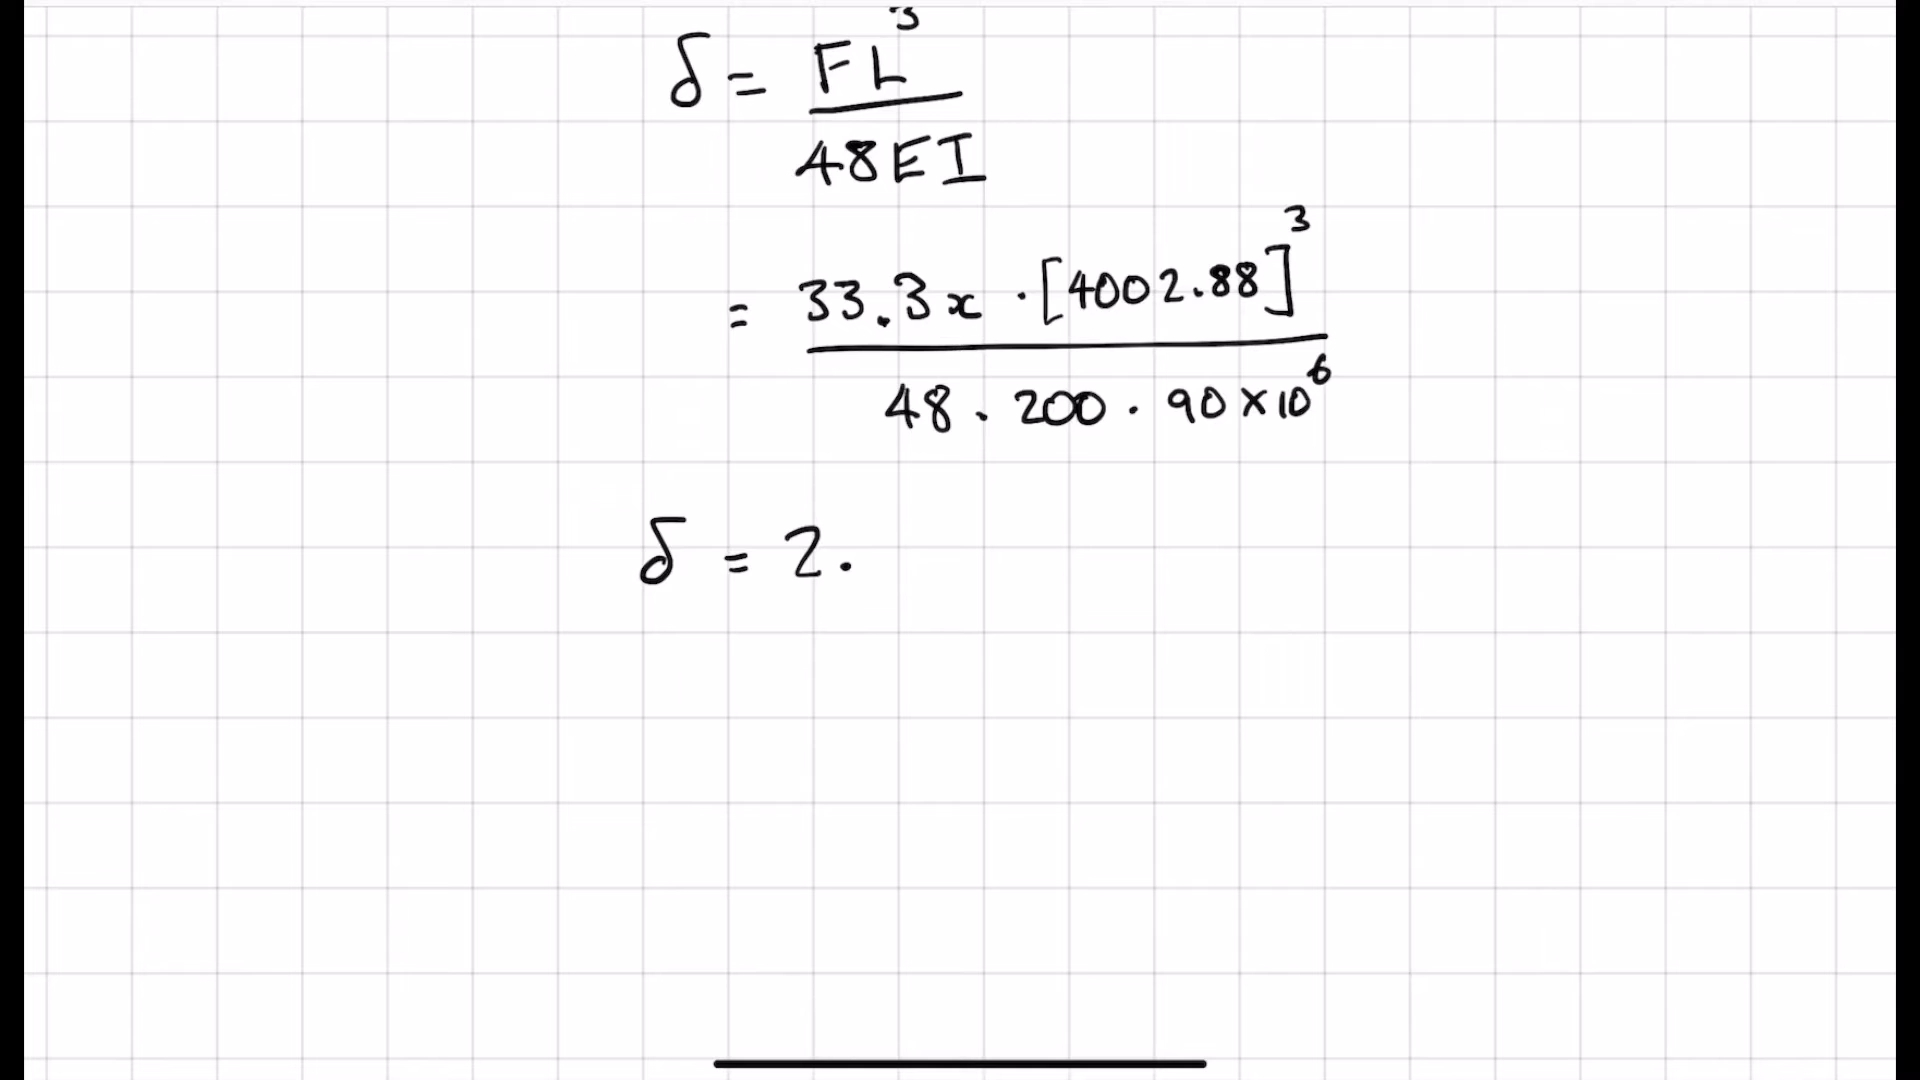 δ = FL³
48EI
= 33.3x · [4002.88]³
48 · 200 · 90 x 10⁶
δ = 2.